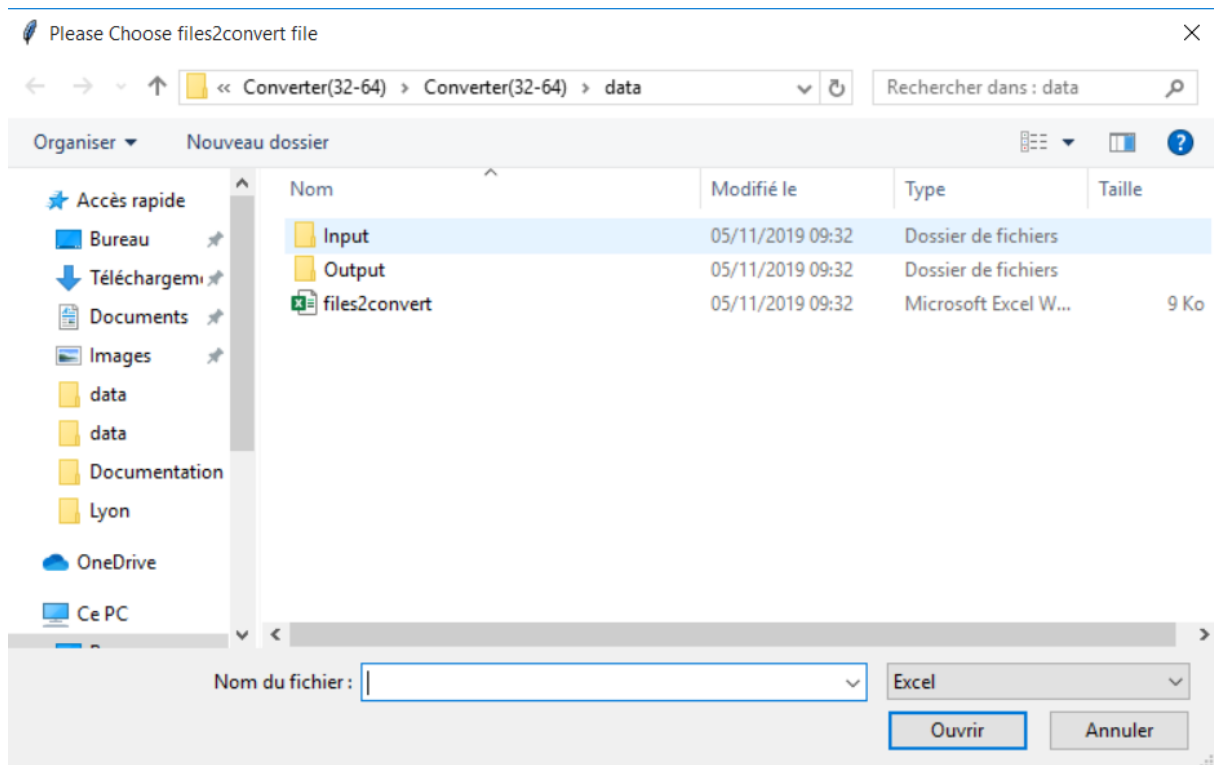 Please Choose files2convert file
« Converter(32-64) > Converter(32-64) > data
Rechercher dans : data
Organiser
Nouveau dossier
Nom Modifié le Type Taille
Accès rapide
Bureau
Téléchargem
Documents
Images
data
data
Documentation
Lyon
OneDrive
Ce PC
Input 05/11/2019 09:32 Dossier de fichiers
Output 05/11/2019 09:32 Dossier de fichiers
files2convert 05/11/2019 09:32 Microsoft Excel W... 9 Ko
Nom du fichier :
Excel
Ouvrir Annuler